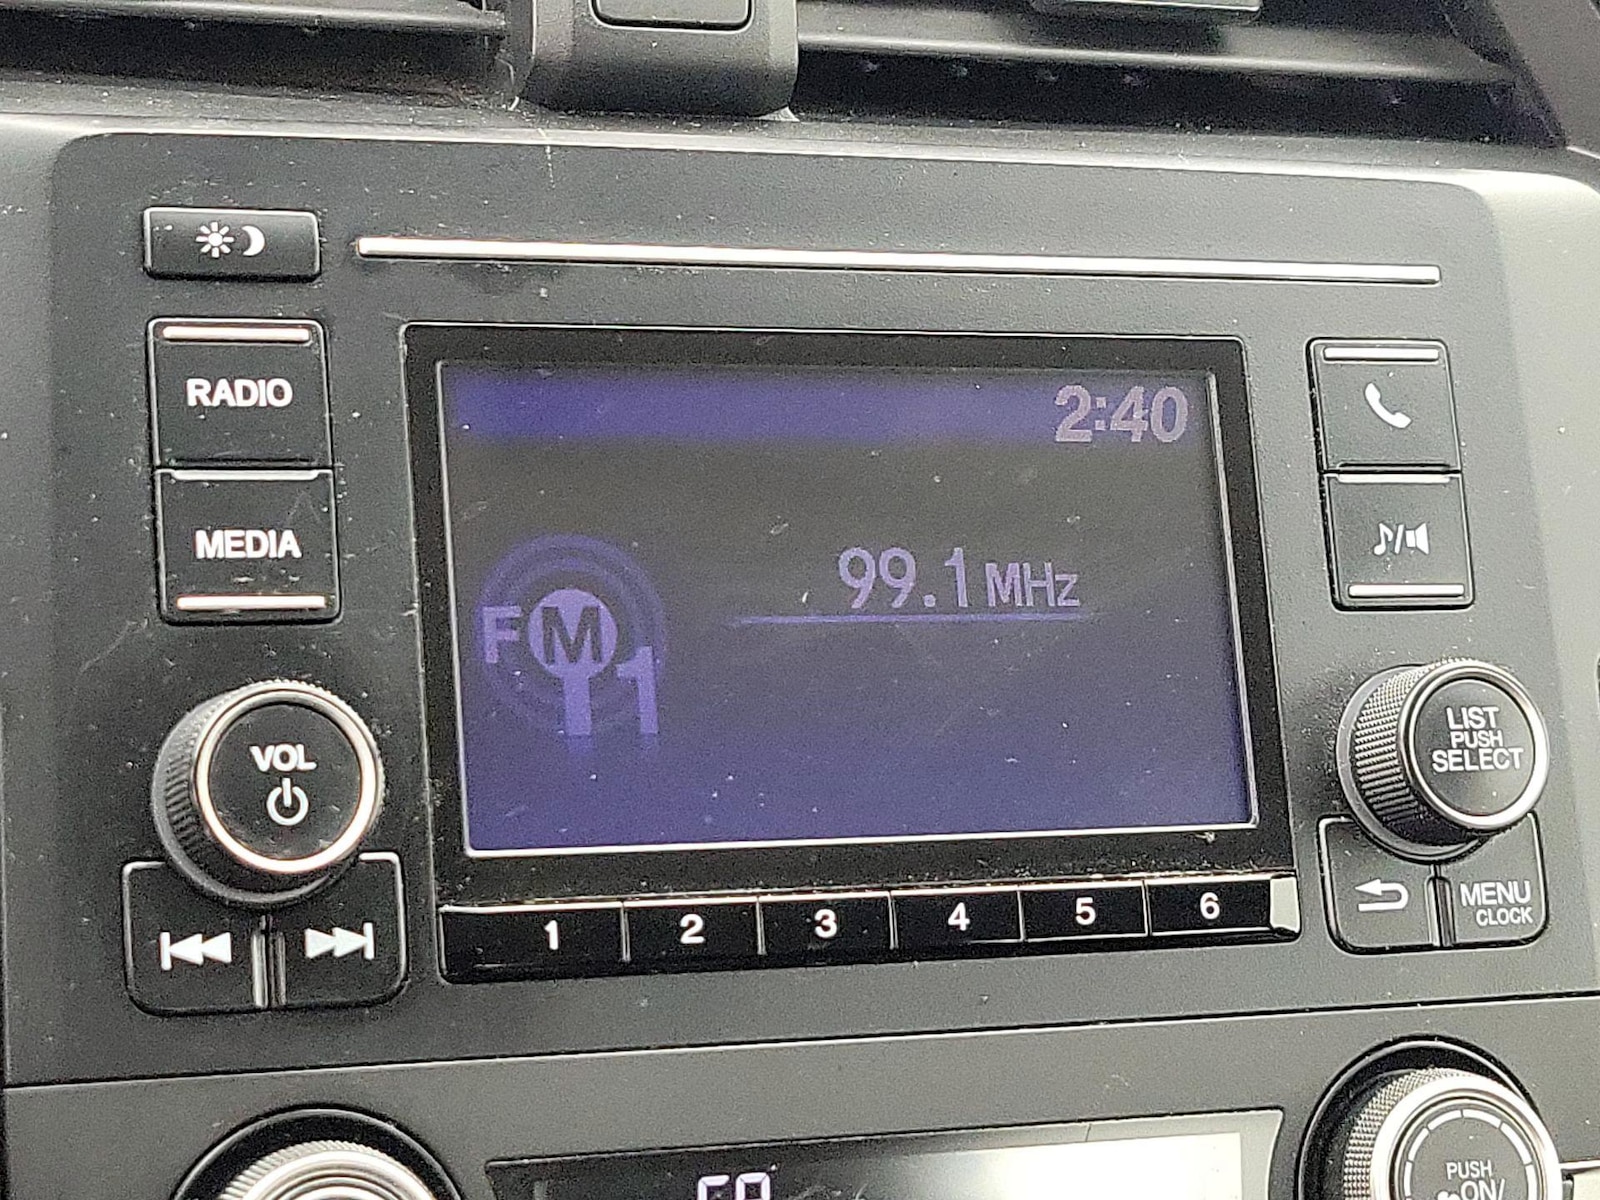 2:40
RADIO
MEDIA
99.1 MHz
FM1
VOL
LIST
PUSH
SELECT
1 2 3 4 5 6
MENU
CLOCK
PUSH
ON/